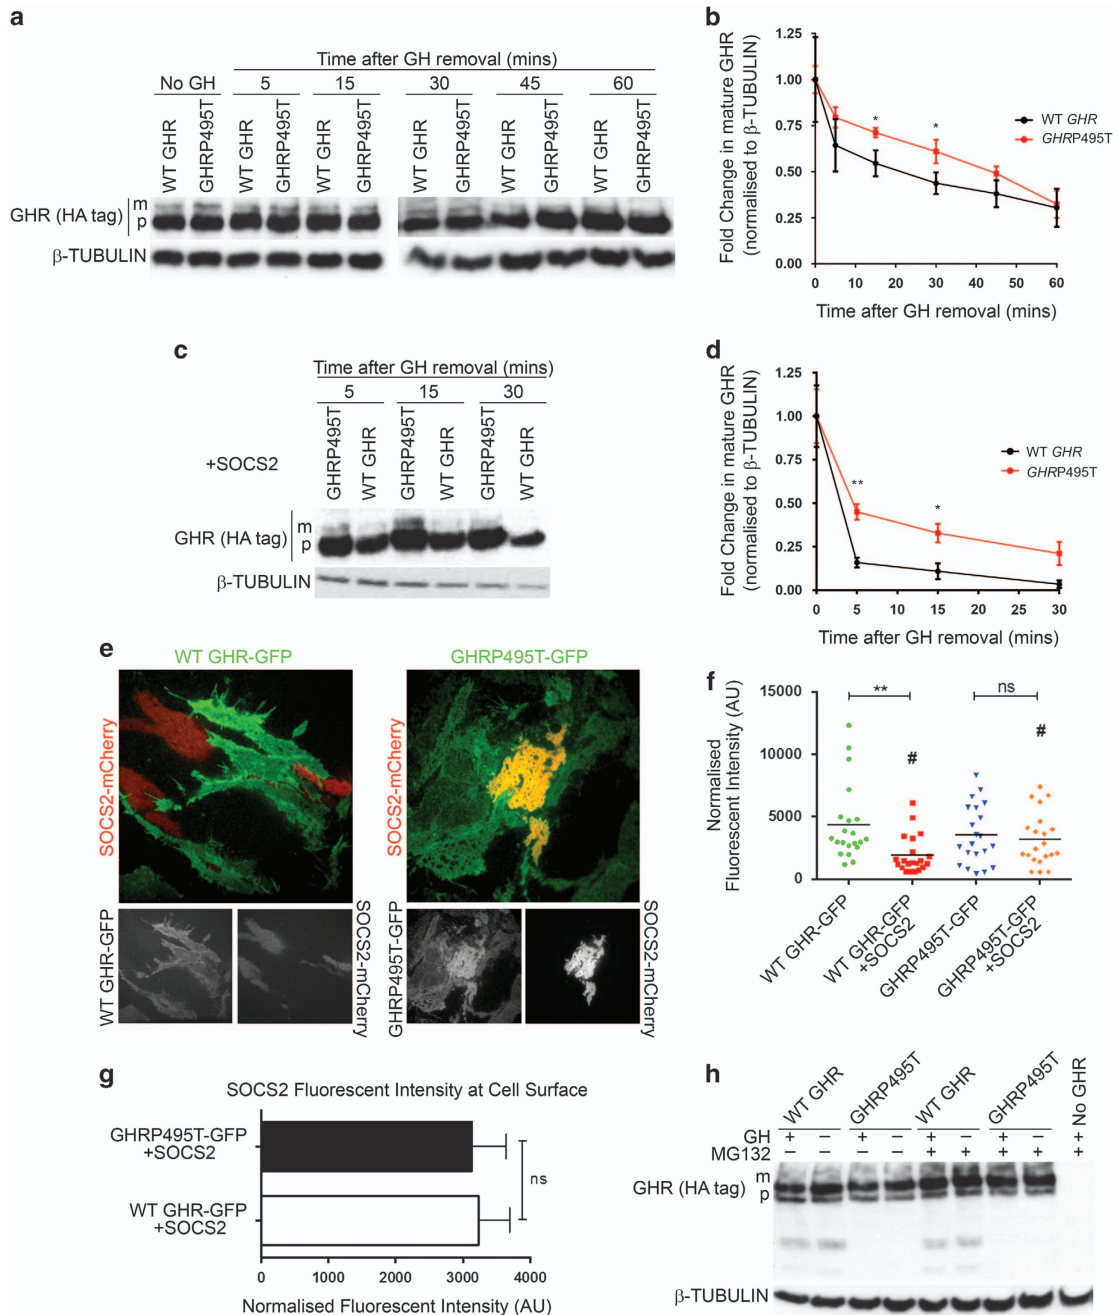 a
Time after GH removal (mins)
No GH 5 15 30 45 60
WT GHR GHRP495T WT GHR GHRP495T WT GHR GHRP495T WT GHR GHRP495T WT GHR GHRP495T WT GHR GHRP495T
GHR (HA tag) m
p
β-TUBULIN
b
Fold Change in mature GHR
(normalised to β-TUBULIN)
1.25
1.00
0.75
0.50
0.25
0.00
* *
WT GHR
GHRP495T
0 10 20 30 40 50 60
Time after GH removal (mins)
c
Time after GH removal (mins)
5 15 30
GHRP495T WT GHR GHRP495T WT GHR GHRP495T WT GHR
+SOCS2
GHR (HA tag) m
p
β-TUBULIN
d
Fold Change in mature GHR
(normalised to β-TUBULIN)
1.25
1.00
0.75
0.50
0.25
0.00
** *
WT GHR
GHRP495T
0 5 10 15 20 25 30
Time after GH removal (mins)
e
WT GHR-GFP
SOCS2-mCherry
WT GHR-GFP
SOCS2-mCherry
GHRP495T-GFP
SOCS2-mCherry
GHRP495T-GFP
SOCS2-mCherry
f
Normalised
Fluorescent Intensity (AU)
15000
10000
5000
0
** ns
# #
WT GHR-GFP
WT GHR-GFP
+SOCS2
GHRP495T-GFP
GHRP495T-GFP
+SOCS2
g
SOCS2 Fluorescent Intensity at Cell Surface
GHRP495T-GFP
+SOCS2
WT GHR-GFP
+SOCS2
ns
0 1000 2000 3000 4000
Normalised Fluorescent Intensity (AU)
h
WT GHR GHRP495T WT GHR GHRP495T No GHR
GH + − + − + − + − +
MG132 − − − − + + + + +
GHR (HA tag) m
p
β-TUBULIN